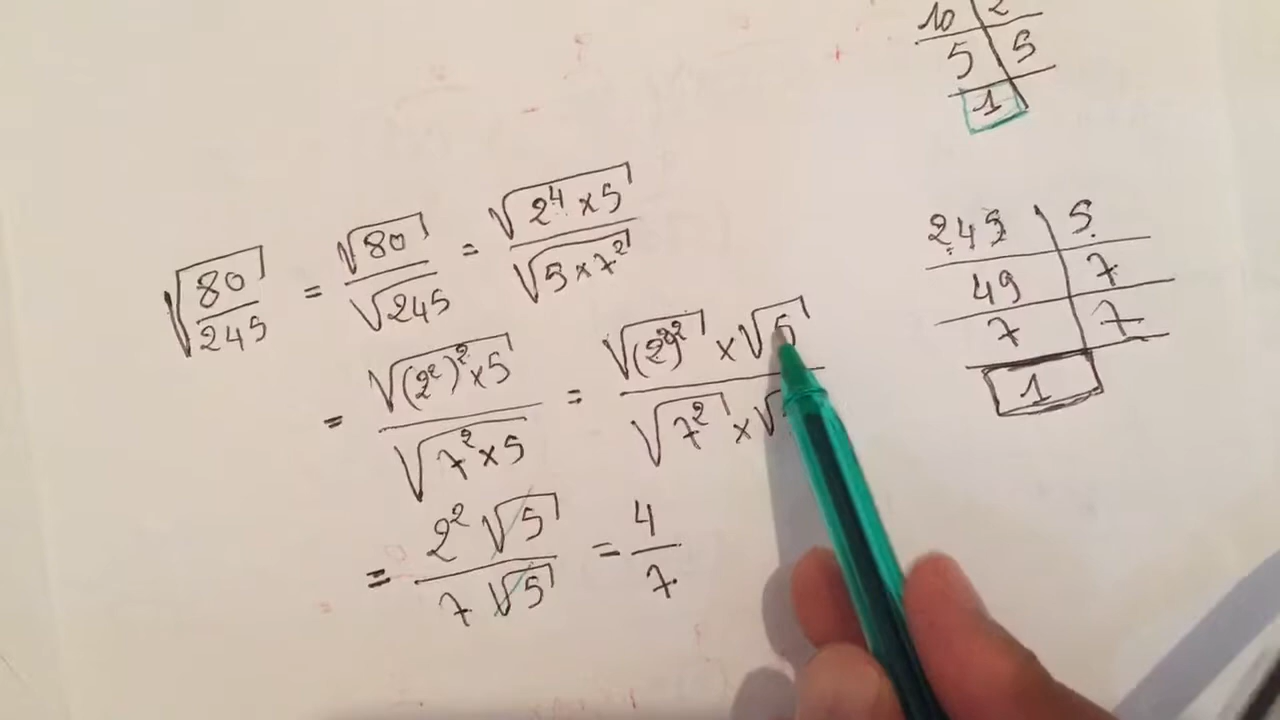 10 | 2
5 | 5
1
√(80/245) = √80/√245 = √(2⁴ × 5)/√(5 × 7²)
= √((2²)² × 5)/√(7² × 5) = √((2²)²) × √5/√(7²) × √
= 2² √5/7 √5 = 4/7
245 | 5
49 | 7
7 | 7
1